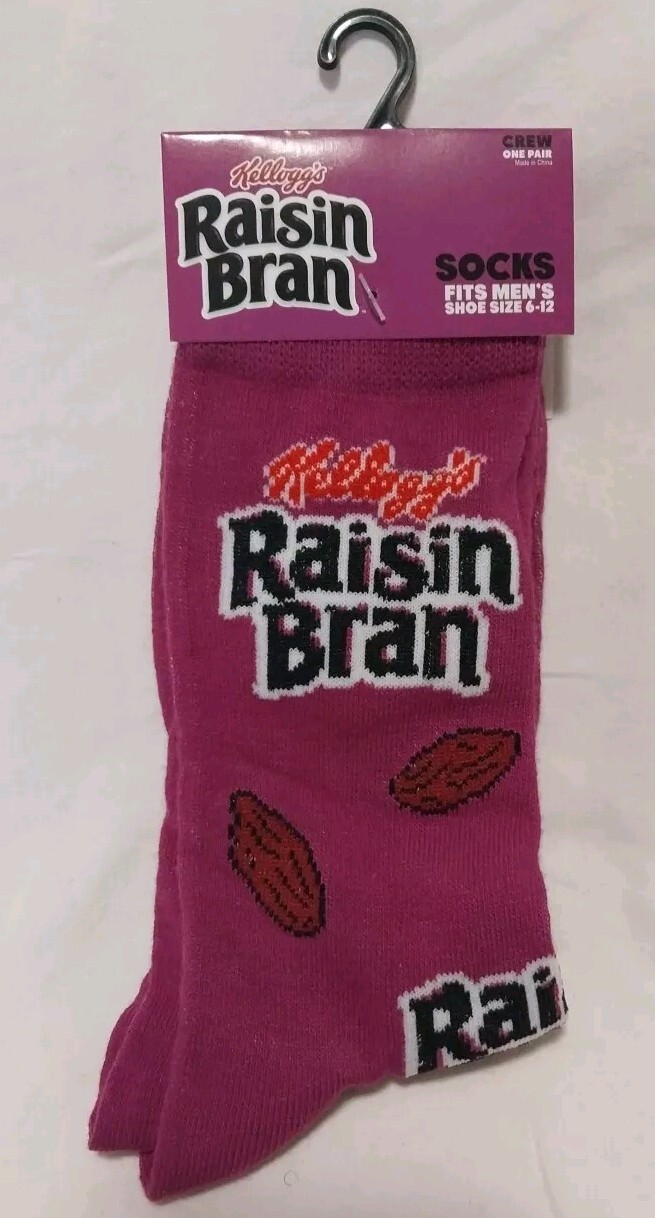 CREW
ONE PAIR
Made in China
Kellogg's
Raisin
Bran
SOCKS
FITS MEN'S
SHOE SIZE 6-12
Kellogg's
Raisin
Bran
Rai